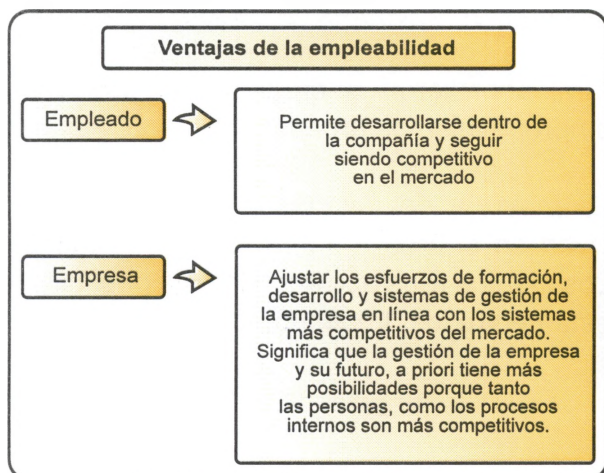 Ventajas de la empleabilidad
Empleado
Permite desarrollarse dentro de
la compañía y seguir
siendo competitivo
en el mercado
Empresa
Ajustar los esfuerzos de formación,
desarrollo y sistemas de gestión de
la empresa en línea con los sistemas
más competitivos del mercado.
Significa que la gestión de la empresa
y su futuro, a priori tiene más
posibilidades porque tanto
las personas, como los procesos
internos son más competitivos.